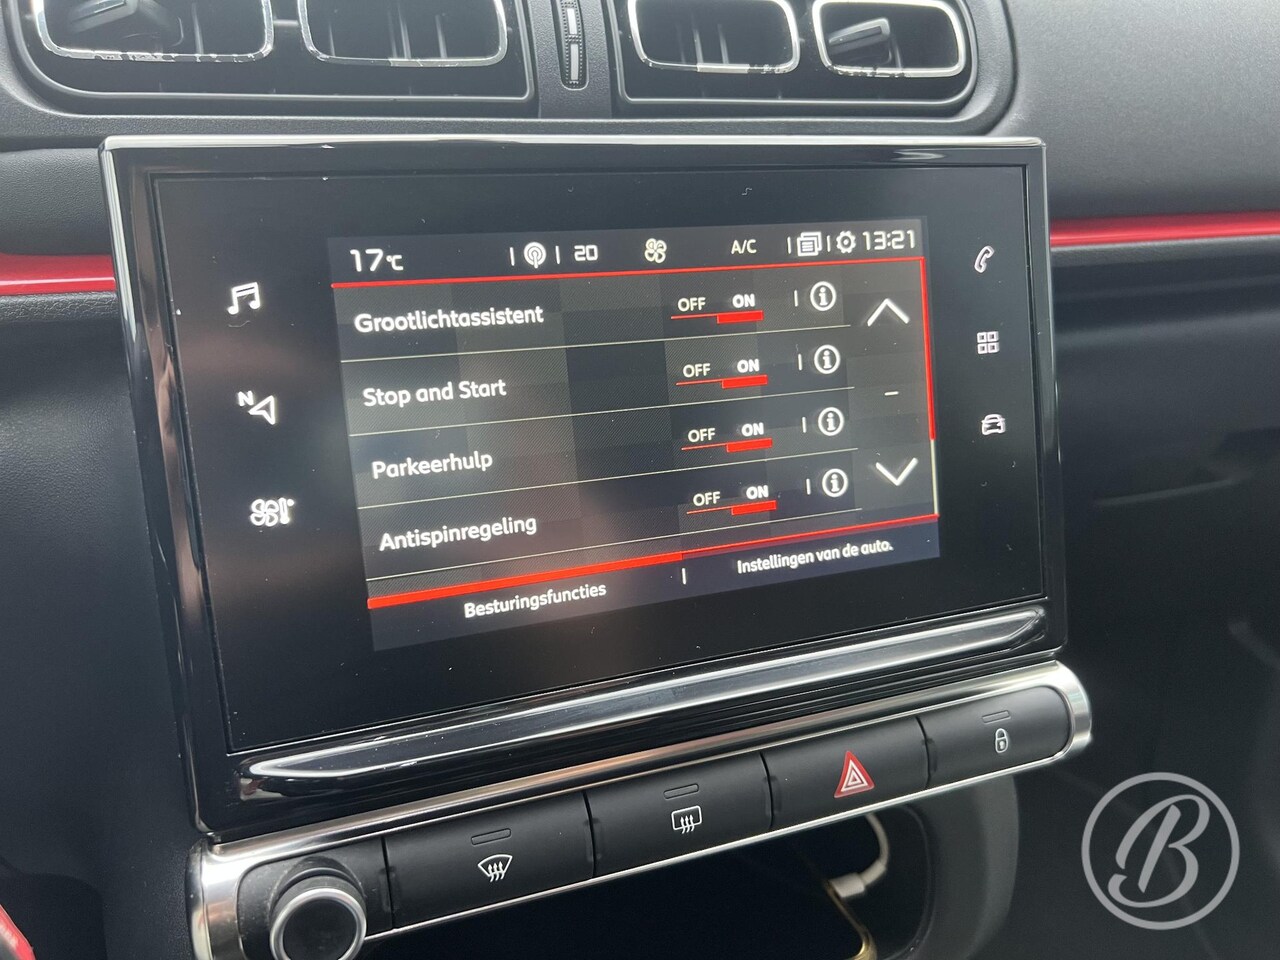 17°C 20 A/C 13:21
N
Grootlichtassistent OFF ON
Stop and Start OFF ON
Parkeerhulp OFF ON
Antispinregeling OFF ON
Besturingsfuncties | Instellingen van de auto.
B